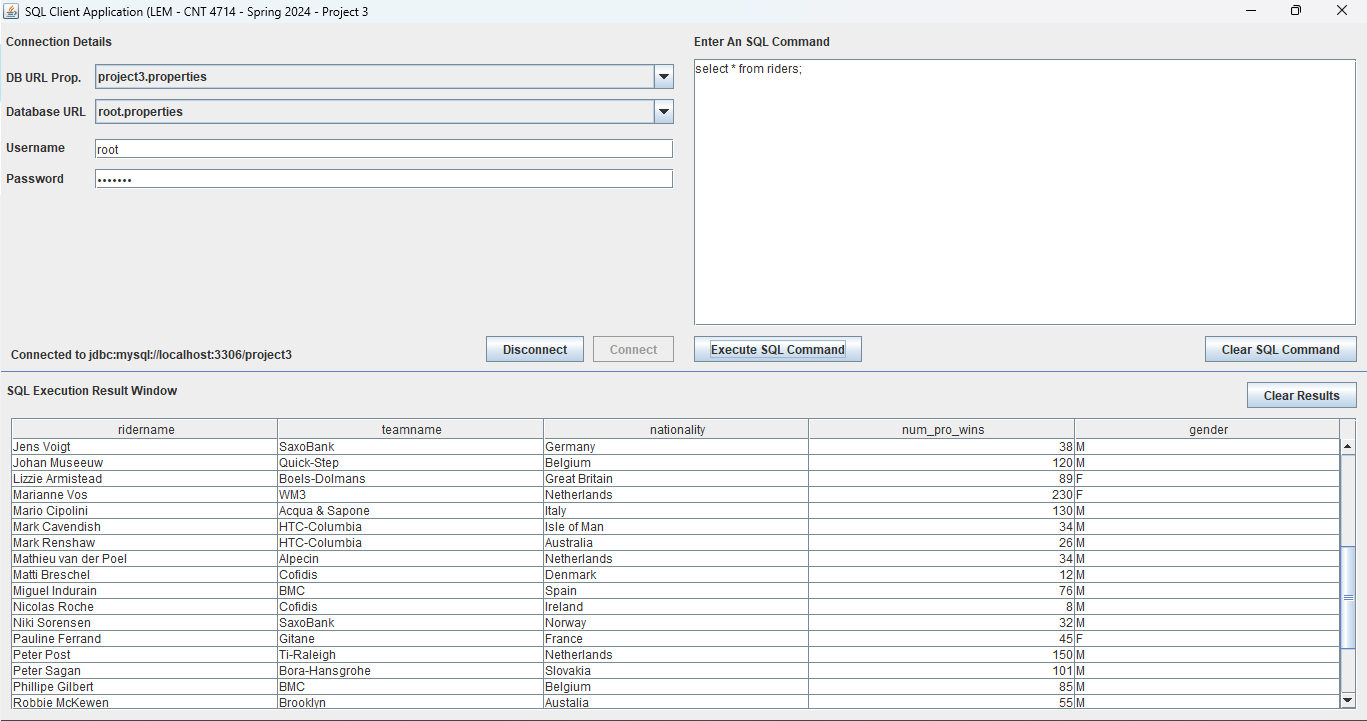 SQL Client Application (LEM - CNT 4714 - Spring 2024 - Project 3
Connection Details
DB URL Prop. project3.properties
Database URL root.properties
Username root
Password •••••••
Connected to jdbc:mysql://localhost:3306/project3 Disconnect Connect
Enter An SQL Command
select * from riders;
Execute SQL Command Clear SQL Command
SQL Execution Result Window Clear Results
ridername teamname nationality num_pro_wins gender
Jens Voigt SaxoBank Germany 38 M
Johan Museeuw Quick-Step Belgium 120 M
Lizzie Armistead Boels-Dolmans Great Britain 89 F
Marianne Vos WM3 Netherlands 230 F
Mario Cipolini Acqua & Sapone Italy 130 M
Mark Cavendish HTC-Columbia Isle of Man 34 M
Mark Renshaw HTC-Columbia Australia 26 M
Mathieu van der Poel Alpecin Netherlands 34 M
Matti Breschel Cofidis Denmark 12 M
Miguel Indurain BMC Spain 76 M
Nicolas Roche Cofidis Ireland 8 M
Niki Sorensen SaxoBank Norway 32 M
Pauline Ferrand Gitane France 45 F
Peter Post Ti-Raleigh Netherlands 150 M
Peter Sagan Bora-Hansgrohe Slovakia 101 M
Phillipe Gilbert BMC Belgium 85 M
Robbie McKewen Brooklyn Austalia 55 M